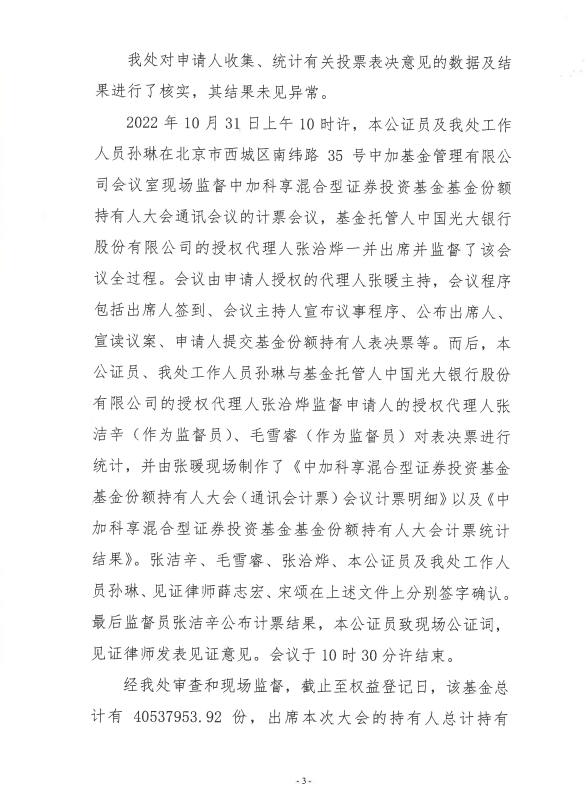 我处对申请人收集、统计有关投票表决意见的数据及结
果进行了核实，其结果未见异常。
2022 年 10 月 31 日上午 10 时许，本公证员及我处工作
人员孙琳在北京市西城区南纬路 35 号中加基金管理有限公
司会议室现场监督中加科享混合型证券投资基金基金份额
持有人大会通讯会议的计票会议，基金托管人中国光大银行
股份有限公司的授权代理人张洽烨一并出席并监督了该会
议全过程。会议由申请人授权的代理人张暖主持，会议程序
包括出席人签到、会议主持人宣布议事程序、公布出席人、
宣读议案、申请人提交基金份额持有人表决票等。而后，本
公证员、我处工作人员孙琳与基金托管人中国光大银行股份
有限公司的授权代理人张洽烨监督申请人的授权代理人张
洁辛（作为监督员）、毛雪睿（作为监督员）对表决票进行
统计，并由张暖现场制作了《中加科享混合型证券投资基金
基金份额持有人大会（通讯会计票）会议计票明细》以及《中
加科享混合型证券投资基金基金份额持有人大会计票统计
结果》。张洁辛、毛雪睿、张洽烨、本公证员及我处工作人
员孙琳、见证律师薛志宏、宋颂在上述文件上分别签字确认。
最后监督员张洁辛公布计票结果，本公证员致现场公证词，
见证律师发表见证意见。会议于 10 时 30 分许结束。
经我处审查和现场监督，截止至权益登记日，该基金总
计有 40537953.92 份，出席本次大会的持有人总计持有
- 3 -